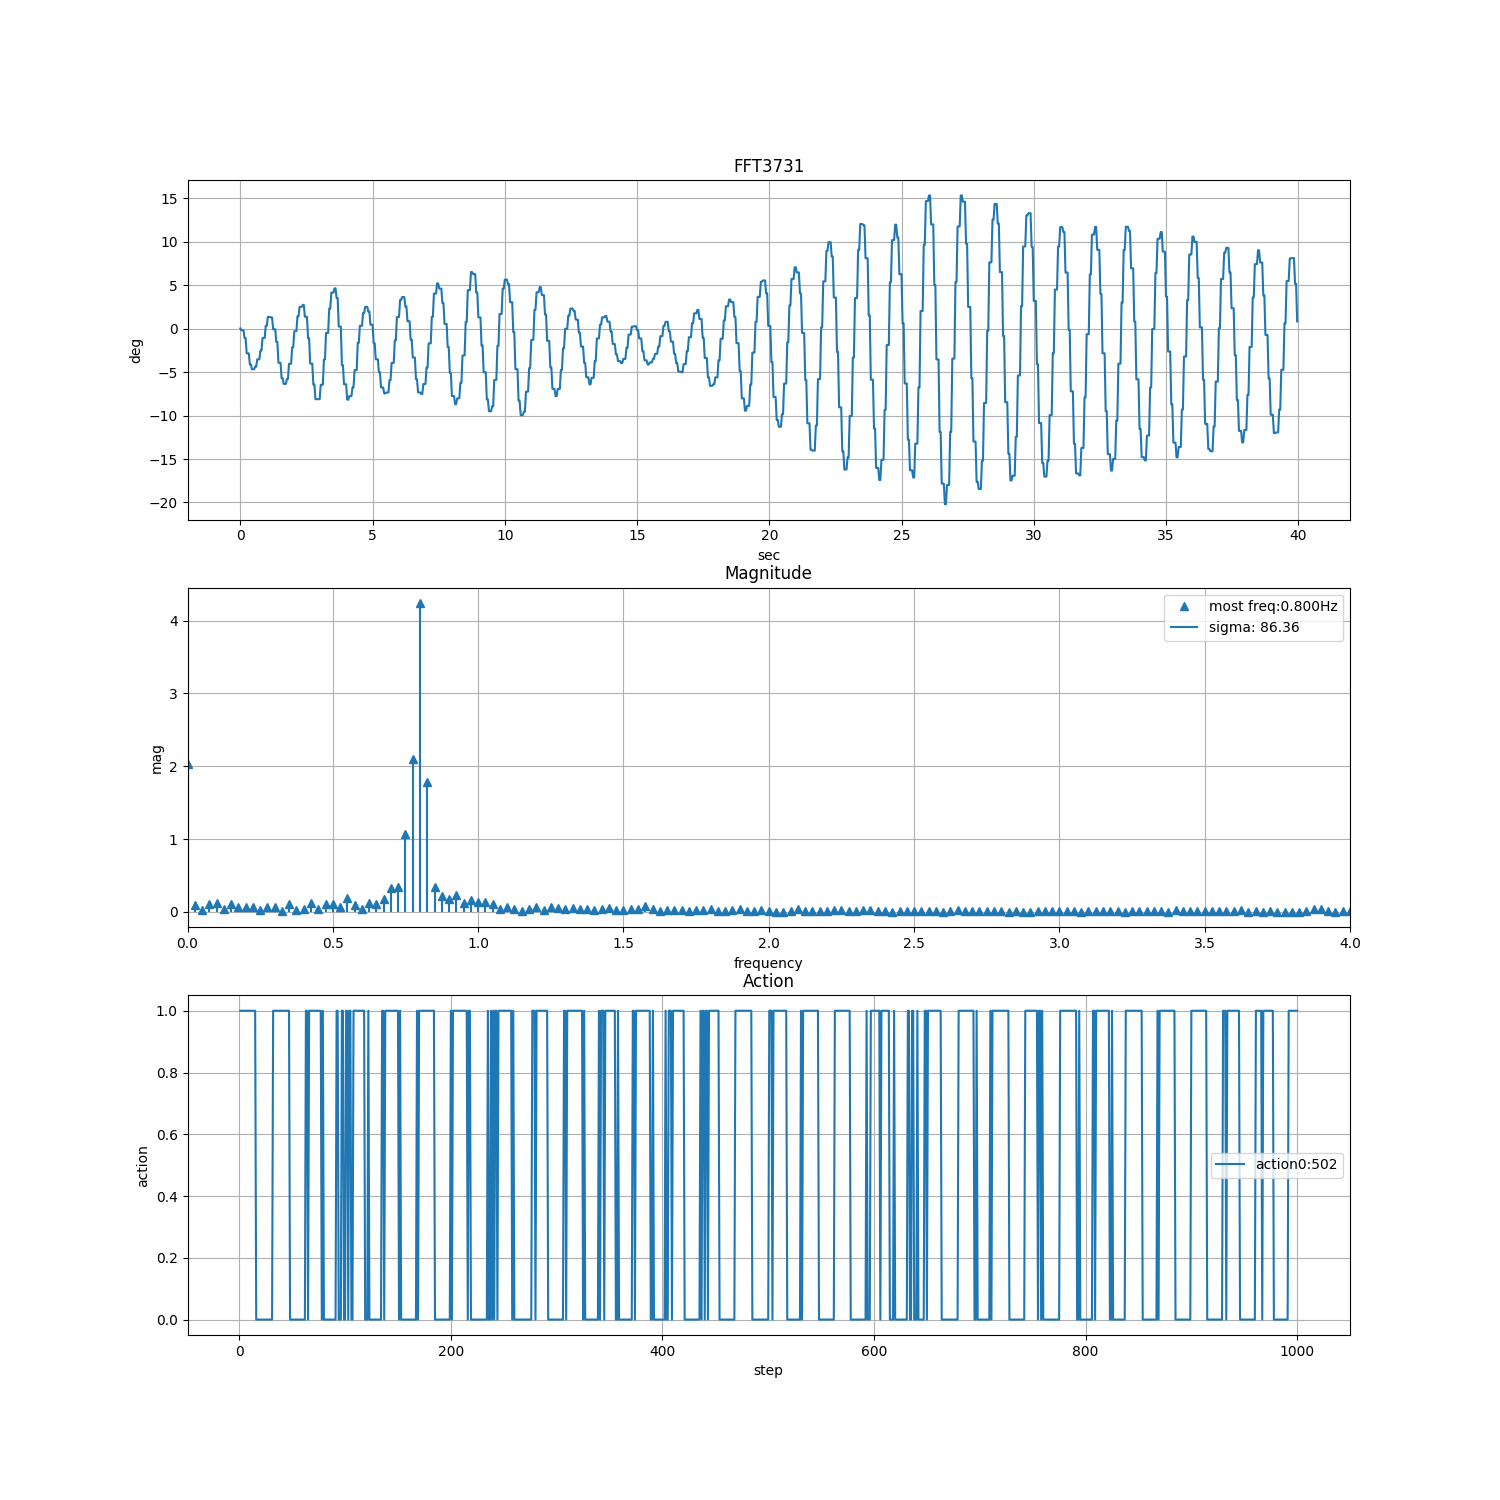 FFT3731
15
10
5
0
−5
−10
−15
−20
deg
0 5 10 15 20 25 30 35 40
sec
Magnitude
most freq:0.800Hz
sigma: 86.36
4
3
2
1
0
mag
0.0 0.5 1.0 1.5 2.0 2.5 3.0 3.5 4.0
frequency
Action
1.0
0.8
0.6
0.4
0.2
0.0
action
action0:502
0 200 400 600 800 1000
step